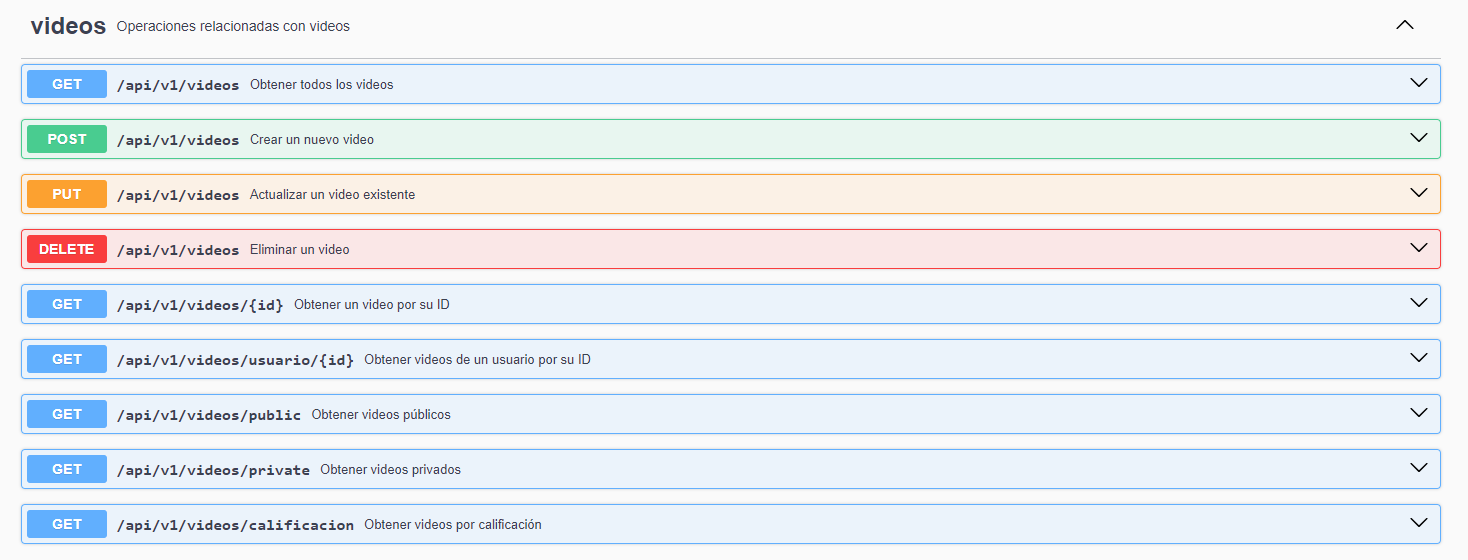 videos Operaciones relacionadas con videos
GET /api/v1/videos Obtener todos los videos
POST /api/v1/videos Crear un nuevo video
PUT /api/v1/videos Actualizar un video existente
DELETE /api/v1/videos Eliminar un video
GET /api/v1/videos/{id} Obtener un video por su ID
GET /api/v1/videos/usuario/{id} Obtener videos de un usuario por su ID
GET /api/v1/videos/public Obtener videos públicos
GET /api/v1/videos/private Obtener videos privados
GET /api/v1/videos/calificacion Obtener videos por calificación